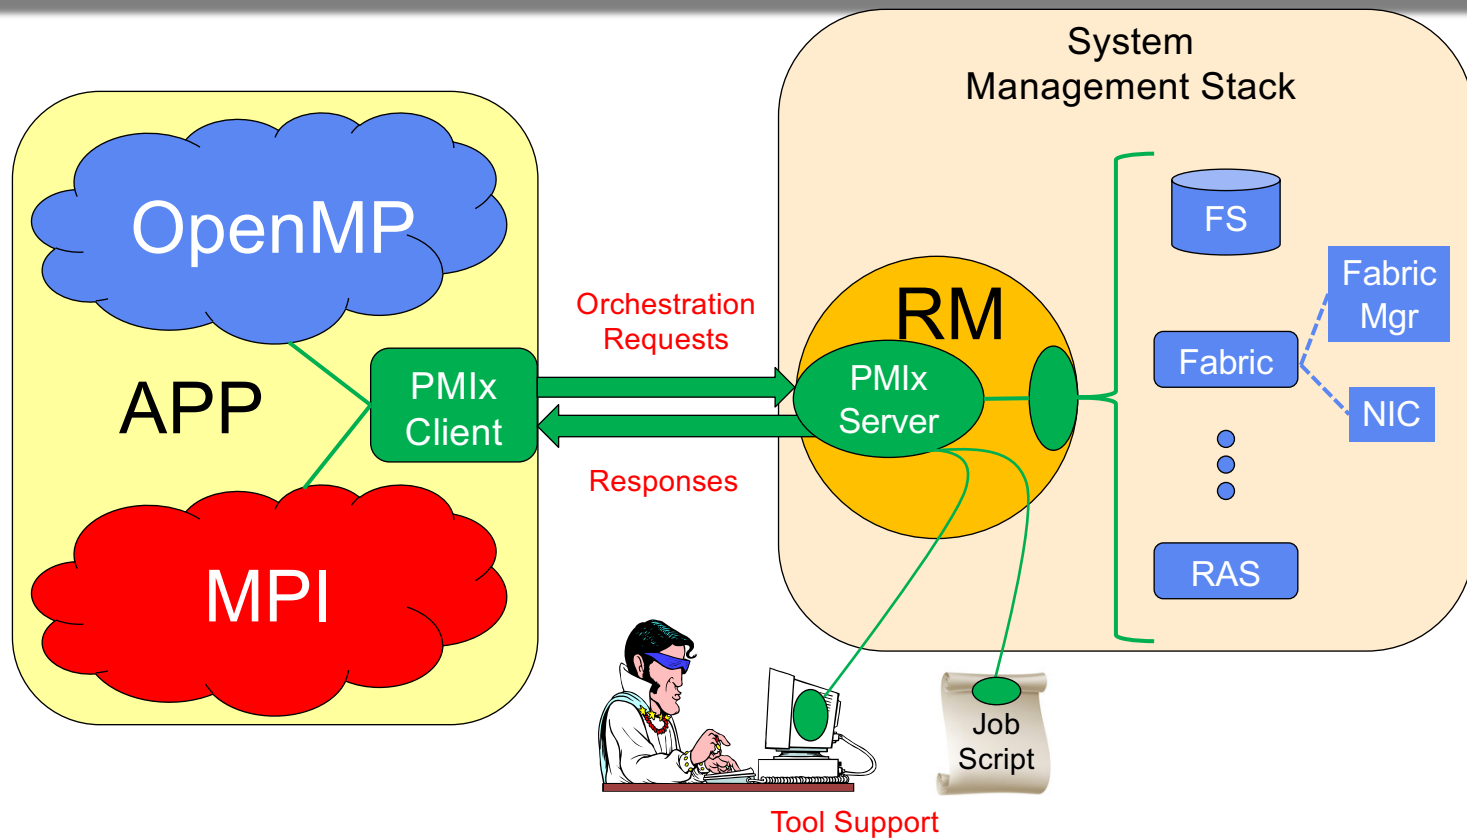 System
Management Stack
OpenMP
APP
MPI
PMIx
Client
Orchestration
Requests
Responses
RM
PMIx
Server
FS
Fabric
Fabric
Mgr
NIC
RAS
Job
Script
Tool Support